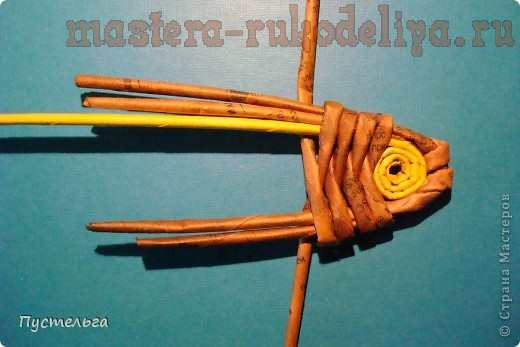 mastera-rukodeliya.ru
Пустельга
© Страна Мастеров